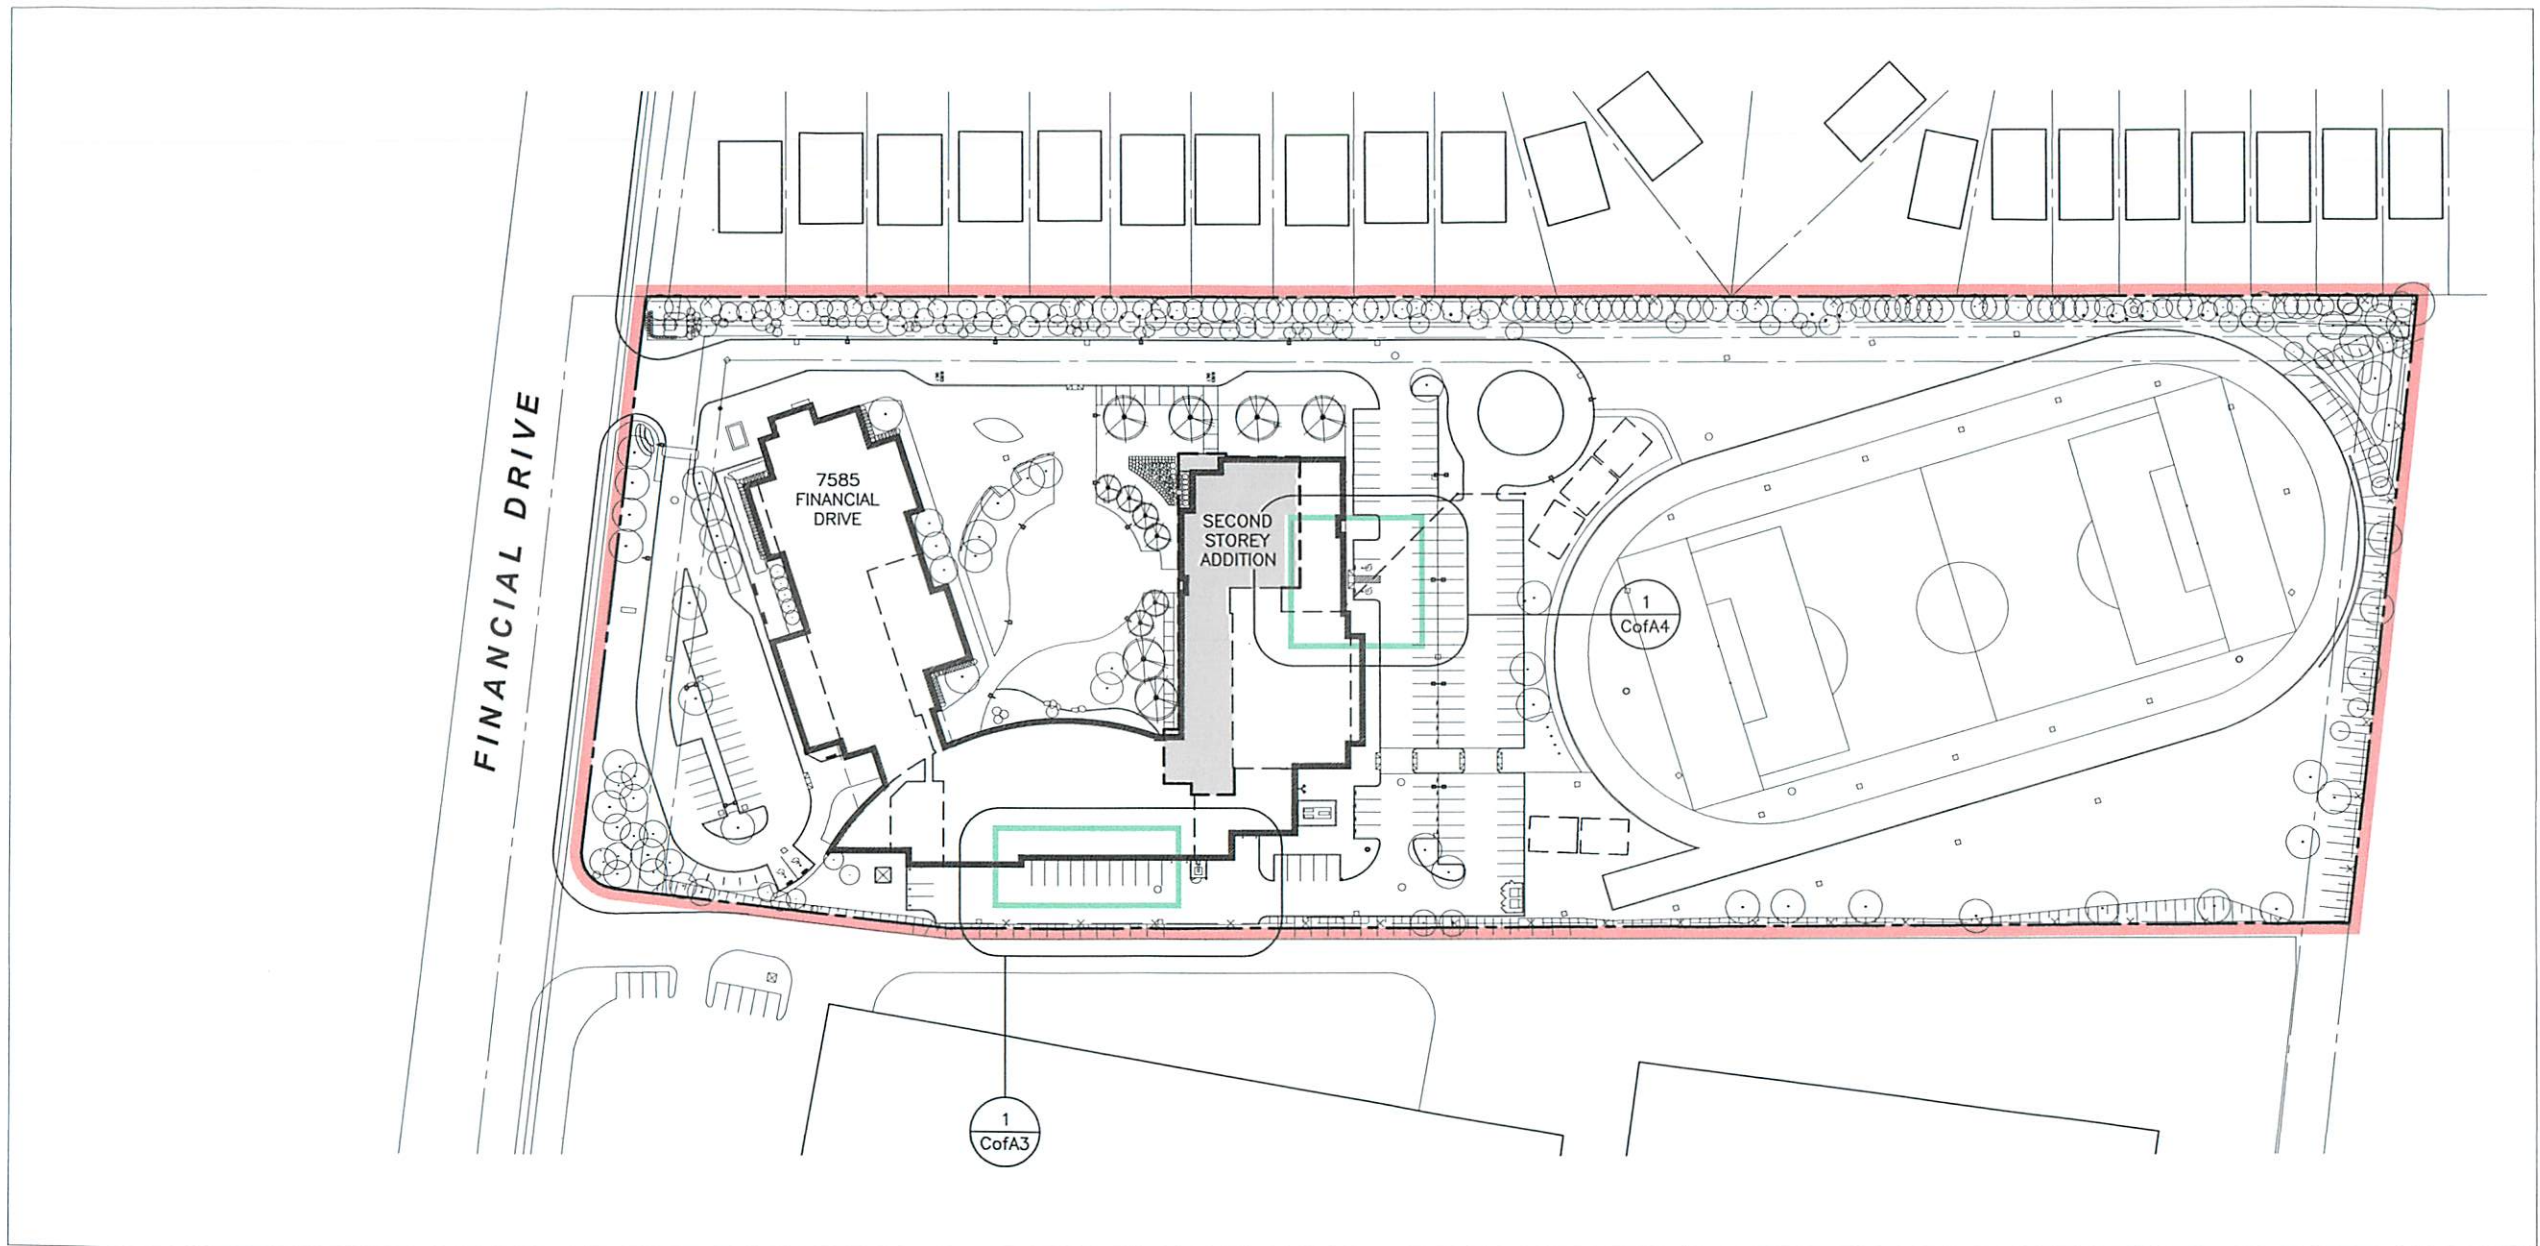 FINANCIAL DRIVE
7585
FINANCIAL
DRIVE
SECOND
STOREY
ADDITION
1
CofA4
1
CofA3